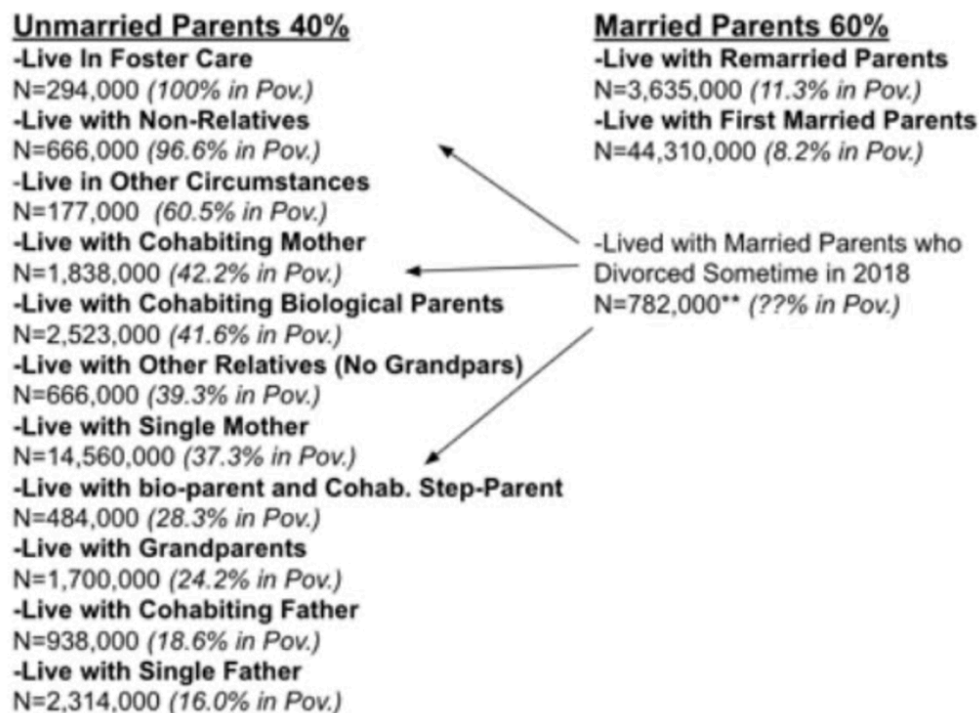 Unmarried Parents 40%
-Live In Foster Care
N=294,000 (100% in Pov.)
-Live with Non-Relatives
N=666,000 (96.6% in Pov.)
-Live in Other Circumstances
N=177,000 (60.5% in Pov.)
-Live with Cohabiting Mother
N=1,838,000 (42.2% in Pov.)
-Live with Cohabiting Biological Parents
N=2,523,000 (41.6% in Pov.)
-Live with Other Relatives (No Grandpars)
N=666,000 (39.3% in Pov.)
-Live with Single Mother
N=14,560,000 (37.3% in Pov.)
-Live with bio-parent and Cohab. Step-Parent
N=484,000 (28.3% in Pov.)
-Live with Grandparents
N=1,700,000 (24.2% in Pov.)
-Live with Cohabiting Father
N=938,000 (18.6% in Pov.)
-Live with Single Father
N=2,314,000 (16.0% in Pov.)
Married Parents 60%
-Live with Remarried Parents
N=3,635,000 (11.3% in Pov.)
-Live with First Married Parents
N=44,310,000 (8.2% in Pov.)
-Lived with Married Parents who
Divorced Sometime in 2018
N=782,000** (??% in Pov.)